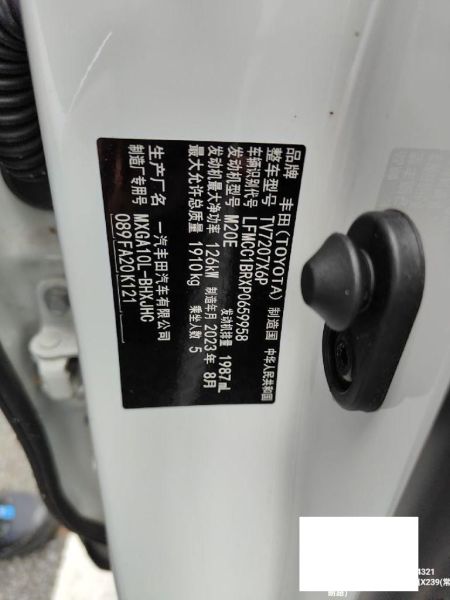 品牌 丰田(TOYOTA) 制造国 中华人民共和国
整车型号 TV7207X6P
车辆识别代号 LFMCC1BRXP0659958
发动机型号 M20E 发动机排量 1987mL
发动机最大净功率 126kW 制造年月 2023年 8月
最大允许总质量 1910kg 乘坐人数 5
生产厂名 一汽丰田汽车有限公司
制造厂专用号 MXGA10L-BHXJHC
089FA20K121
4321
X239(常